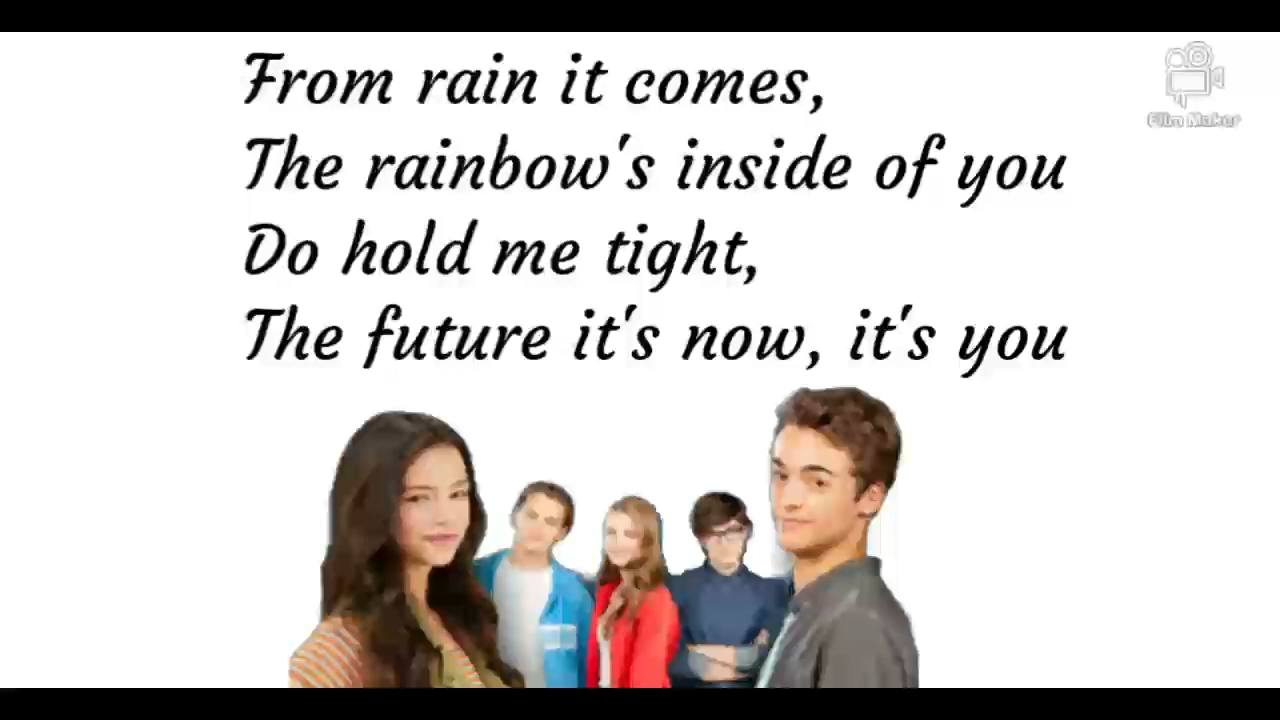 From rain it comes,
The rainbow's inside of you
Do hold me tight,
The future it's now, it's you
Film Maker